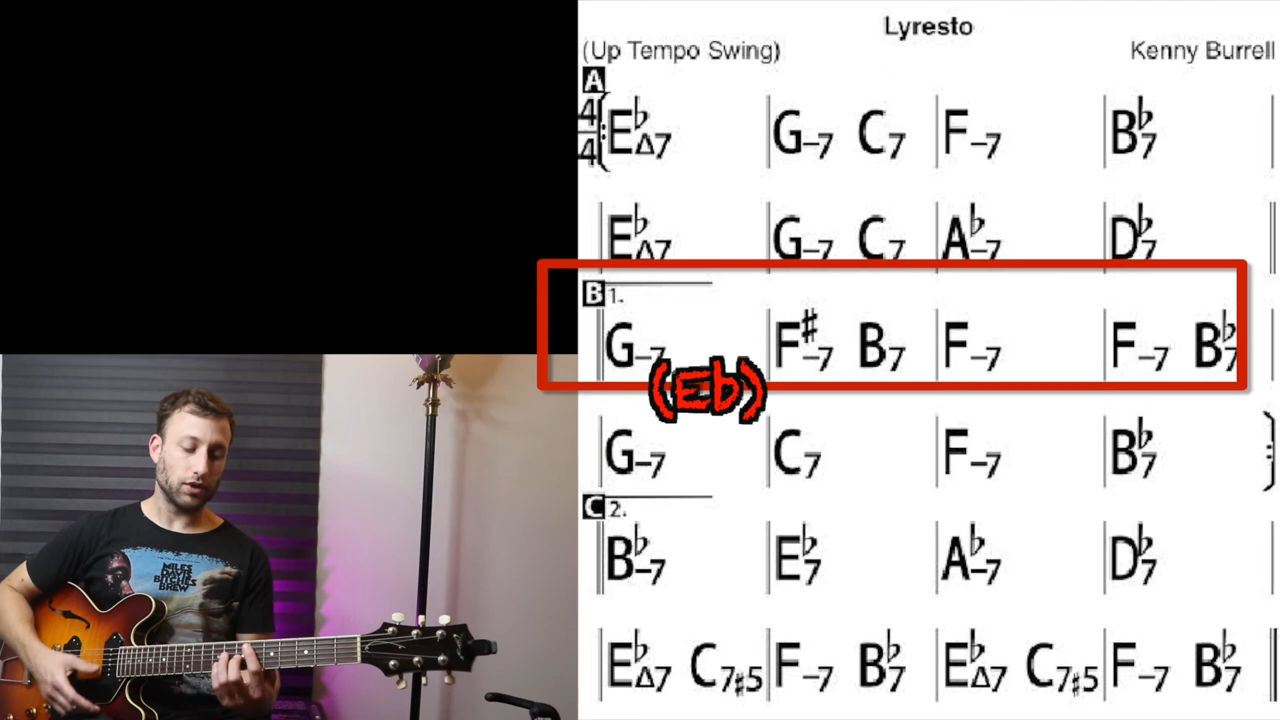 Lyresto
(Up Tempo Swing) Kenny Burrell
A
4/4 E♭Δ7 G–7 C7 F–7 B♭7
E♭Δ7 G–7 C7 A♭–7 D♭7
B 1.
G–7 F♯–7 B7 F–7 F–7 B♭7
(Eb)
G–7 C7 F–7 B♭7
C 2.
B♭–7 E♭7 A♭–7 D♭7
E♭Δ7 C7♯5 F–7 B♭7 E♭Δ7 C7♯5 F–7 B♭7
MILES
DAVIS
BITCHES
BREW